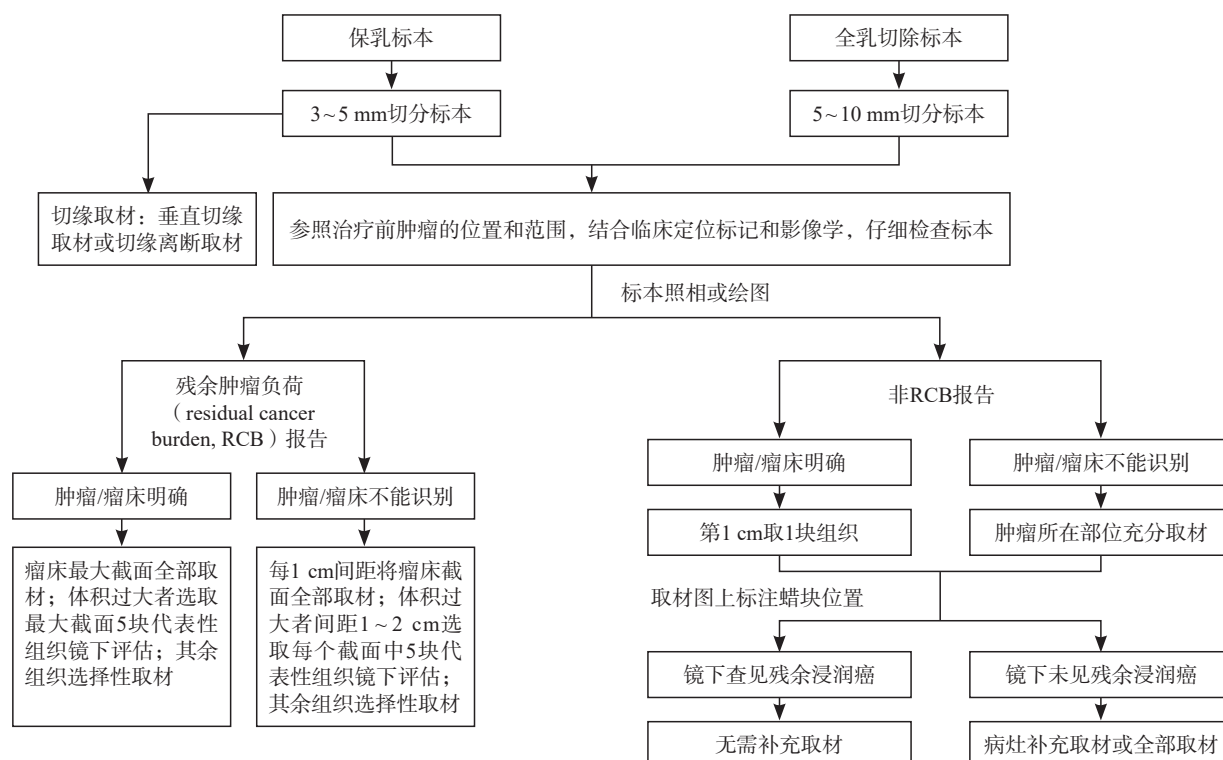 保乳标本
全乳切除标本
3~5 mm切分标本
5~10 mm切分标本
切缘取材：垂直切缘
取材或切缘离断取材
参照治疗前肿瘤的位置和范围，结合临床定位标记和影像学，仔细检查标本
标本照相或绘图
残余肿瘤负荷
（residual cancer
burden, RCB）报告
非RCB报告
肿瘤/瘤床明确
肿瘤/瘤床不能识别
瘤床最大截面全部取
材；体积过大者选取
最大截面5块代表性
组织镜下评估；其余
组织选择性取材
每1 cm间距将瘤床截
面全部取材；体积过
大者间距1~2 cm选
取每个截面中5块代
表性组织镜下评估；
其余组织选择性取材
肿瘤/瘤床明确
肿瘤/瘤床不能识别
第1 cm取1块组织
肿瘤所在部位充分取材
取材图上标注蜡块位置
镜下查见残余浸润癌
镜下未见残余浸润癌
无需补充取材
病灶补充取材或全部取材